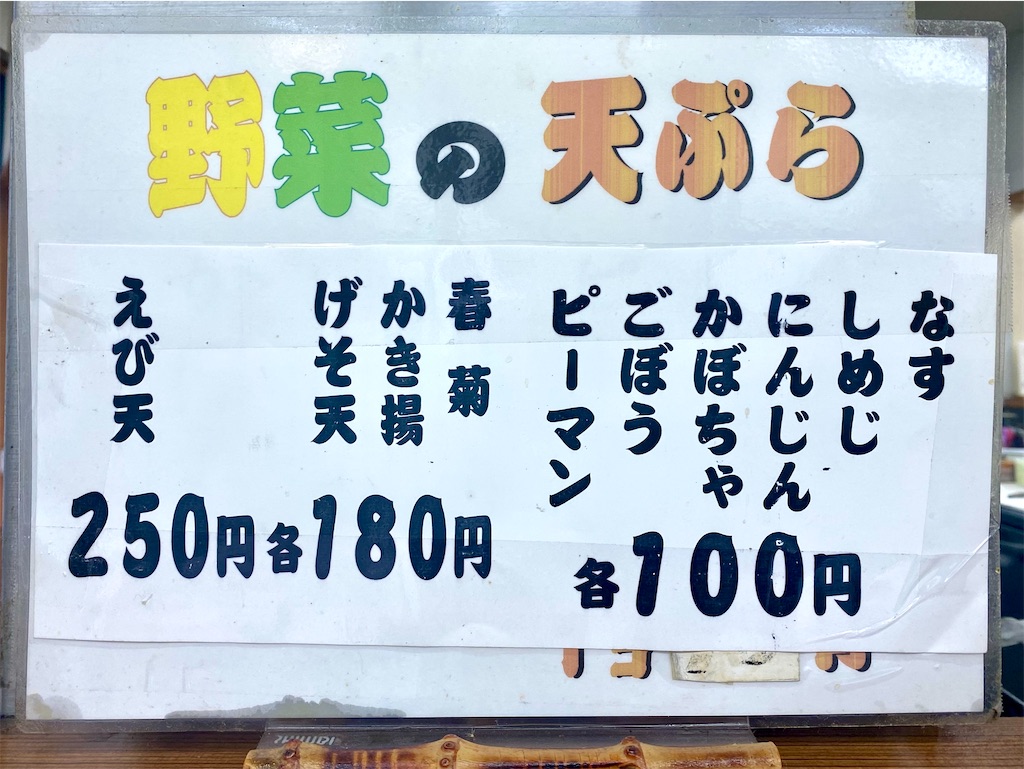 野菜の天ぷら
なす
しめじ
にんじん
かぼちゃ
ごぼう
ピーマン
各100円
春菊
かき揚
げそ天
各180円
えび天
250円